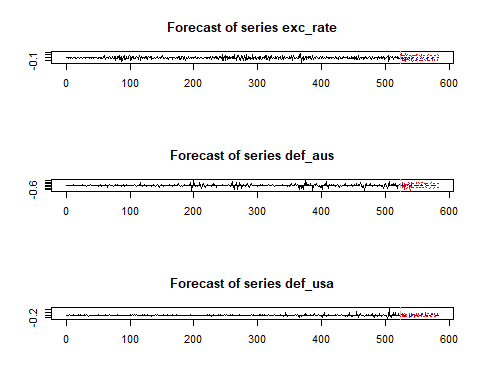 Forecast of series exc_rate
-0.1
0 100 200 300 400 500 600
Forecast of series def_aus
-0.6
0 100 200 300 400 500 600
Forecast of series def_usa
-0.2
0 100 200 300 400 500 600